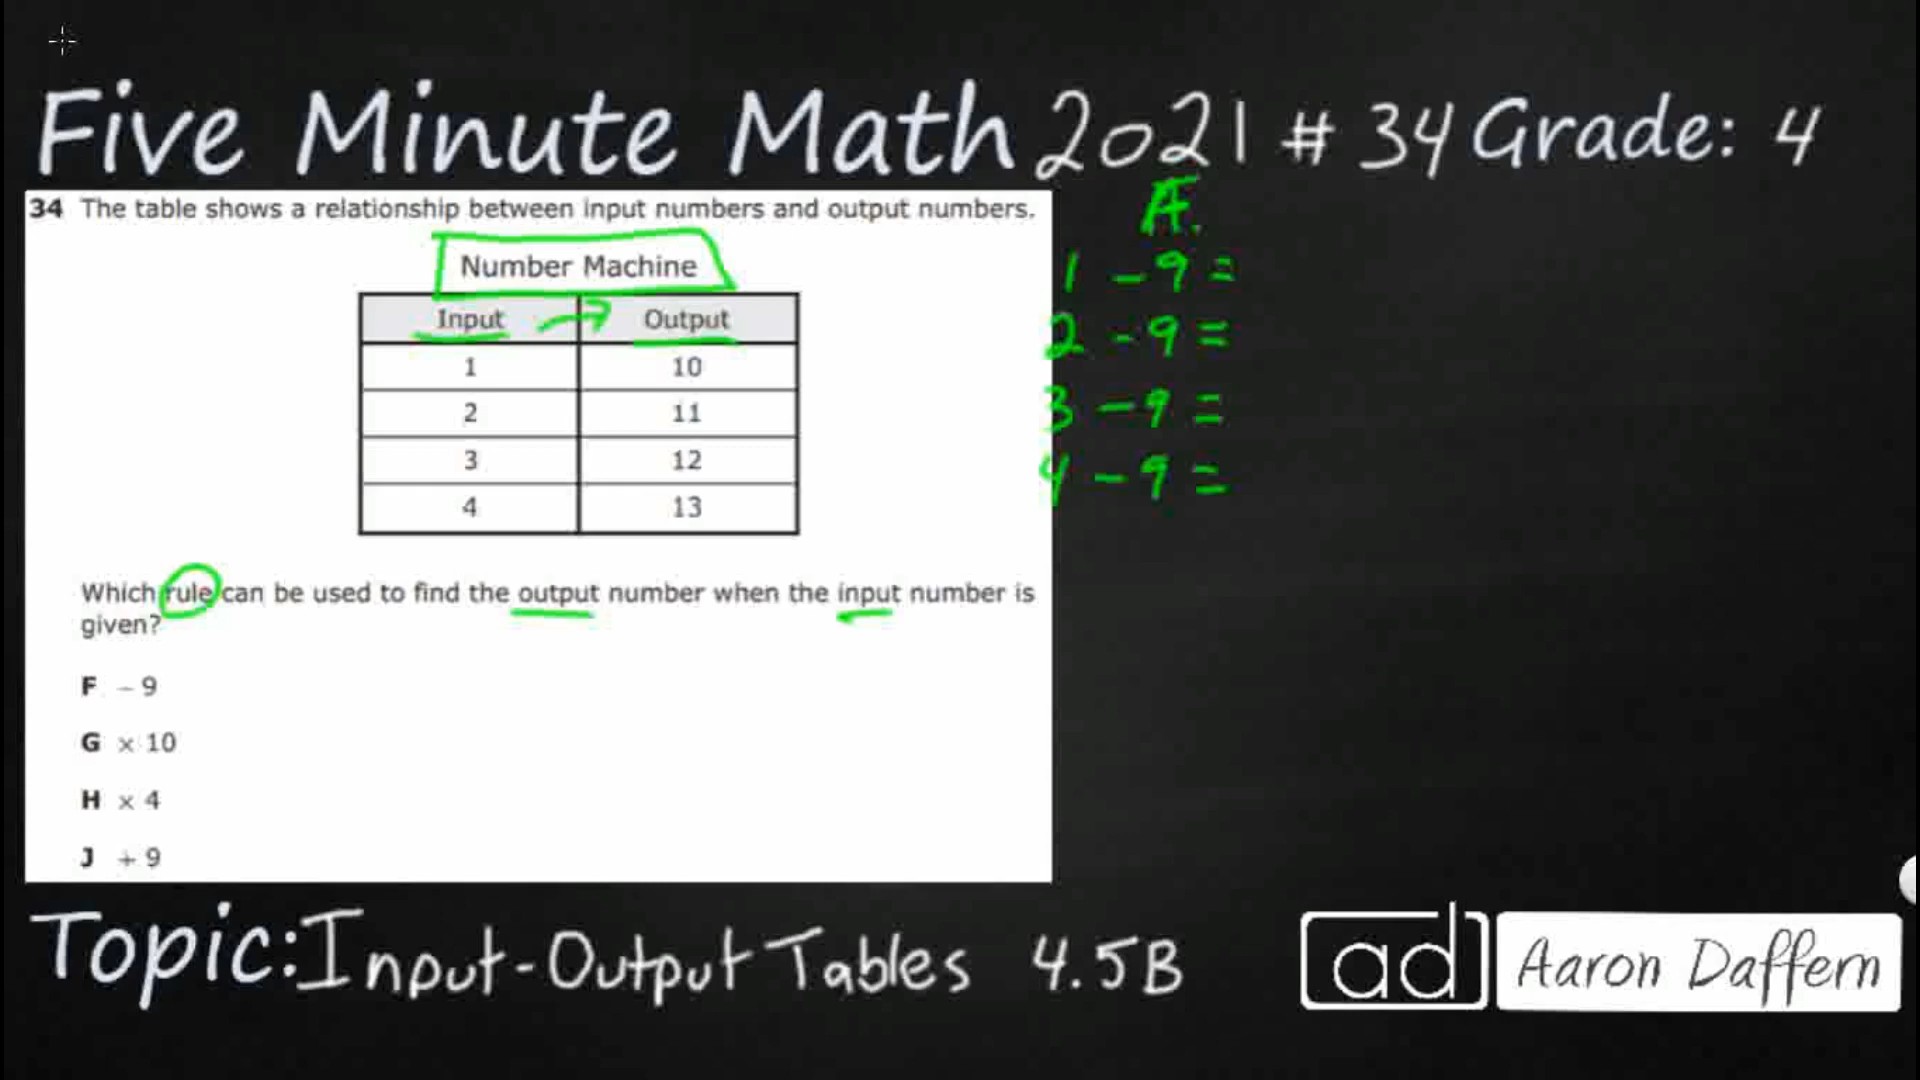 Five Minute Math 2021 # 34 Grade: 4
34 The table shows a relationship between input numbers and output numbers.
Number Machine
Input Output
1 10
2 11
3 12
4 13
Which rule can be used to find the output number when the input number is
given?
F - 9
G × 10
H × 4
J + 9
F.
1 - 9 =
2 - 9 =
3 - 9 =
4 - 9 =
Topic: Input-Output Tables 4.5B
ad Aaron Daffern